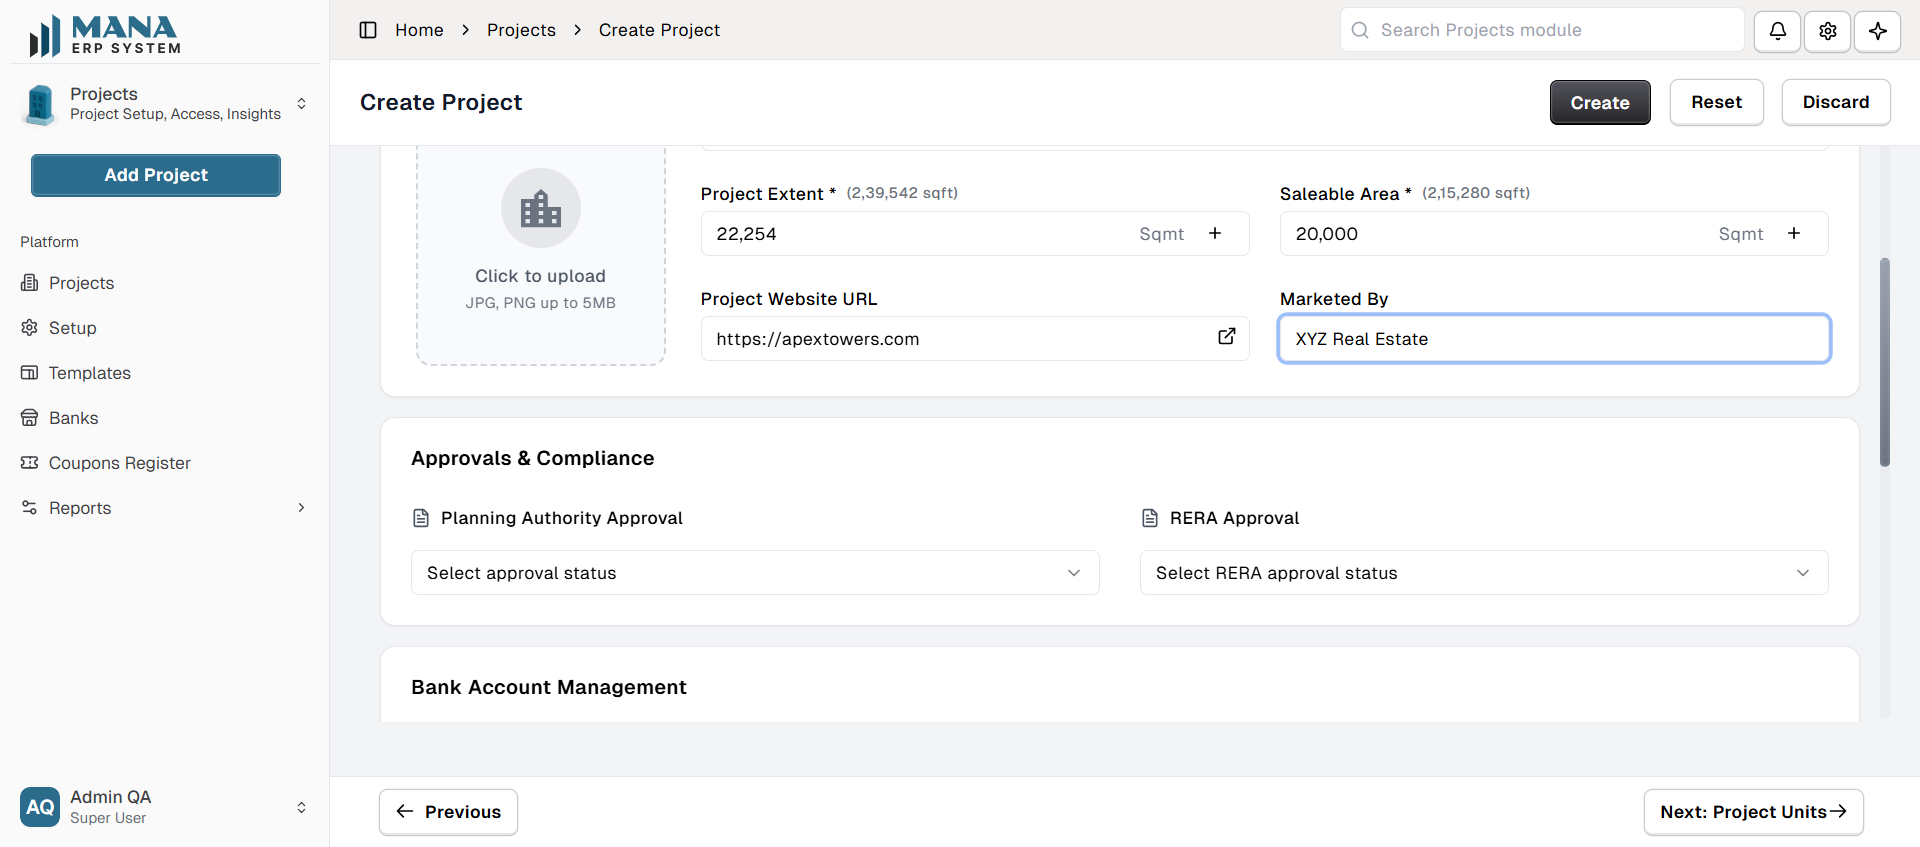 MANA
ERP SYSTEM
Projects
Project Setup, Access, Insights
Add Project
Platform
Projects
Setup
Templates
Banks
Coupons Register
Reports
AQ
Admin QA
Super User
Home > Projects > Create Project
Search Projects module
Create Project
Create
Reset
Discard
Click to upload
JPG, PNG up to 5MB
Project Extent * (2,39,542 sqft)
22,254 Sqmt +
Saleable Area * (2,15,280 sqft)
20,000 Sqmt +
Project Website URL
https://apextowers.com
Marketed By
XYZ Real Estate
Approvals & Compliance
Planning Authority Approval
Select approval status
RERA Approval
Select RERA approval status
Bank Account Management
Previous
Next: Project Units